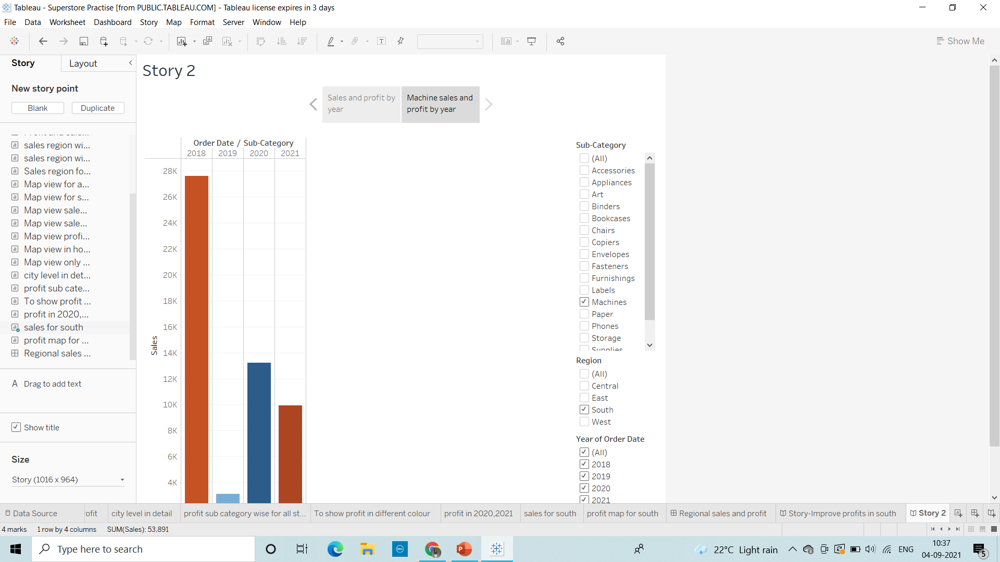 Tableau - Superstore Practise [from PUBLIC.TABLEAU.COM] - Tableau license expires in 3 days
File Data Worksheet Dashboard Story Map Format Server Window Help
Show Me
Story Layout
New story point
Blank Duplicate
sales region wi...
sales region wi...
Sales region fo...
Map view for a...
Map view for s...
Map view sale...
Map view sale...
Map view profi...
Map view in ho...
Map view only ...
city level in det...
profit sub cate...
To show profit ...
profit in 2020,...
sales for south
profit map for ...
Regional sales ...
A Drag to add text
Show title
Size
Story (1016 x 964)
Story 2
Sales and profit by
year
Machine sales and
profit by year
Order Date / Sub-Category
2018 2019 2020 2021
Sales
28K
26K
24K
22K
20K
18K
16K
14K
12K
10K
8K
6K
4K
Sub-Category
(All)
Accessories
Appliances
Art
Binders
Bookcases
Chairs
Copiers
Envelopes
Fasteners
Furnishings
Labels
Machines
Paper
Phones
Storage
Supplies
Region
(All)
Central
East
South
West
Year of Order Date
(All)
2018
2019
2020
2021
Data Source ofit city level in detail profit sub category wise for all st... To show profit in different colour profit in 2020,2021 sales for south profit map for south Regional sales and profit Story-Improve profits in south Story 2
4 marks 1 row by 4 columns SUM(Sales): 53,891
Type here to search
DELL
P
22°C Light rain
ENG
10:37
04-09-2021
5